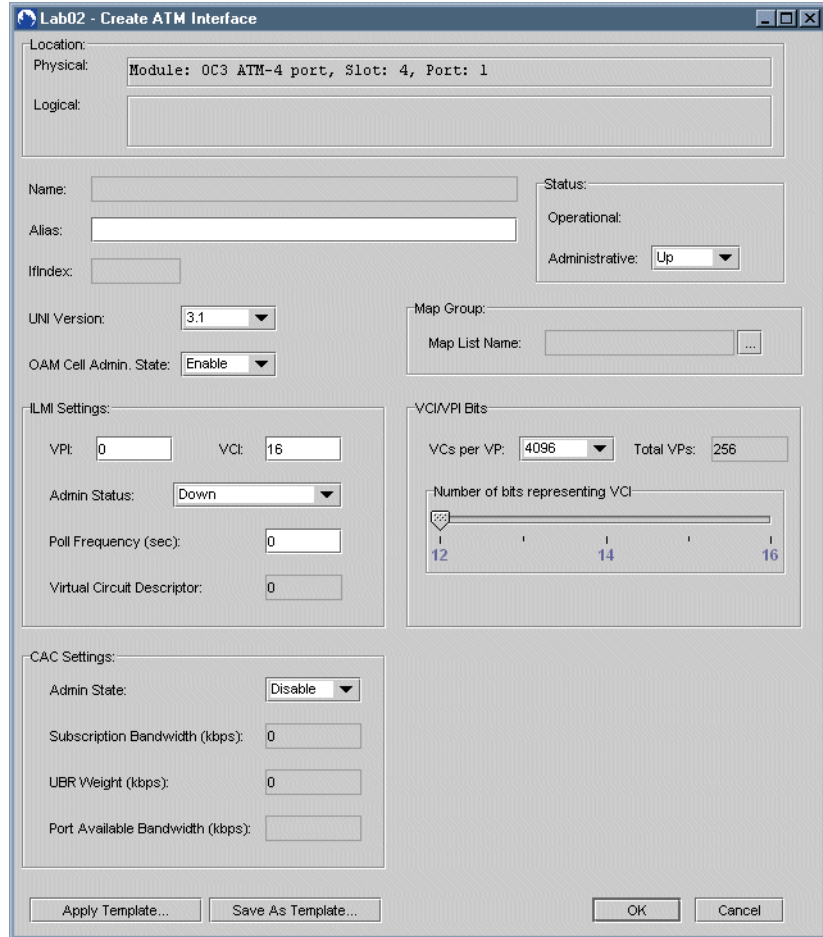 Lab02 - Create ATM Interface
Location:
Physical: Module: OC3 ATM-4 port, Slot: 4, Port: 1
Logical:
Name:
Alias:
IfIndex:
Status:
Operational:
Administrative: Up
UNI Version: 3.1
OAM Cell Admin. State: Enable
Map Group:
Map List Name: ...
ILMI Settings:
VPI: 0 VCI: 16
Admin Status: Down
Poll Frequency (sec): 0
Virtual Circuit Descriptor: 0
VCI/VPI Bits
VCs per VP: 4096 Total VPs: 256
Number of bits representing VCI
12 14 16
CAC Settings:
Admin State: Disable
Subscription Bandwidth (kbps): 0
UBR Weight (kbps): 0
Port Available Bandwidth (kbps):
Apply Template... Save As Template... OK Cancel